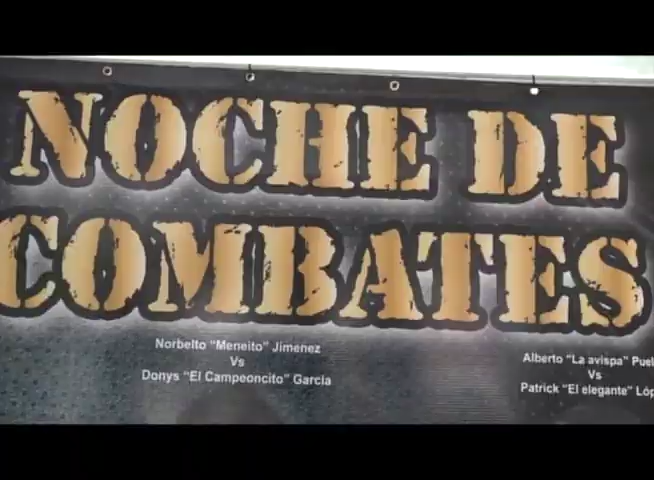 NOCHE DE
COMBATES
Norbelto "Meneito" Jimenez
Vs
Donys "El Campeoncito" Garcia
Alberto "La avispa"
Vs
Patrick "El elegante"